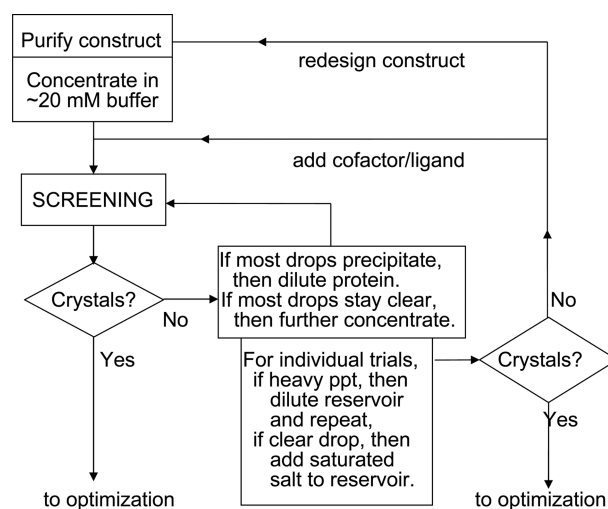 Purify construct
Concentrate in
~20 mM buffer
redesign construct
add cofactor/ligand
SCREENING
Crystals?
No
Yes
If most drops precipitate,
then dilute protein.
If most drops stay clear,
then further concentrate.
For individual trials,
if heavy ppt, then
dilute reservoir
and repeat,
if clear drop, then
add saturated
salt to reservoir.
No
Crystals?
Yes
to optimization
to optimization